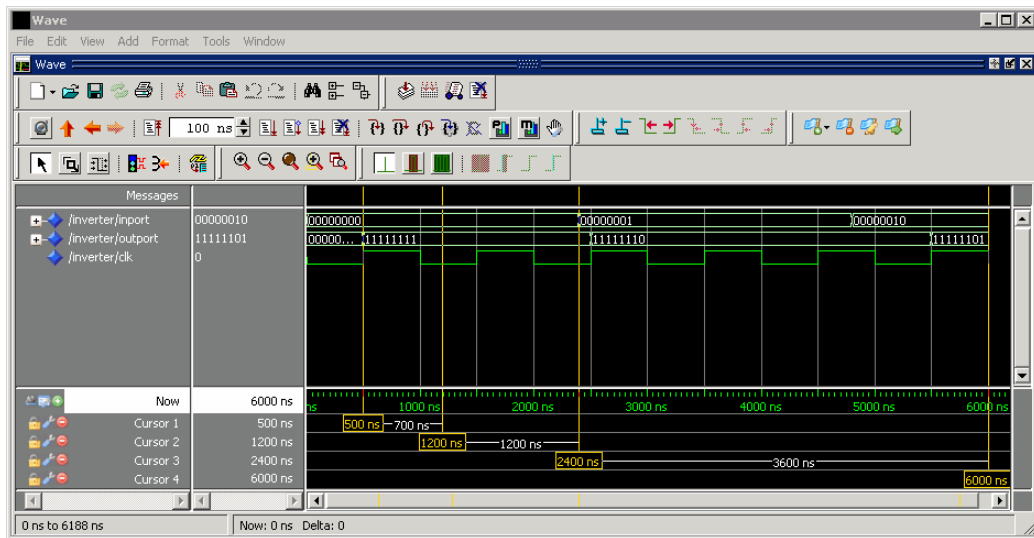 Wave
File Edit View Add Format Tools Window
Wave
100 ns
Messages
/inverter/inport 00000010 00000000 00000001 00000010
/inverter/outport 11111101 00000... 11111111 11111110 11111101
/inverter/clk 0
Now 6000 ns ns 1000 ns 2000 ns 3000 ns 4000 ns 5000 ns 6000 ns
Cursor 1 500 ns 500 ns 700 ns
Cursor 2 1200 ns 1200 ns 1200 ns
Cursor 3 2400 ns 2400 ns 3600 ns
Cursor 4 6000 ns 6000 ns
0 ns to 6188 ns Now: 0 ns Delta: 0